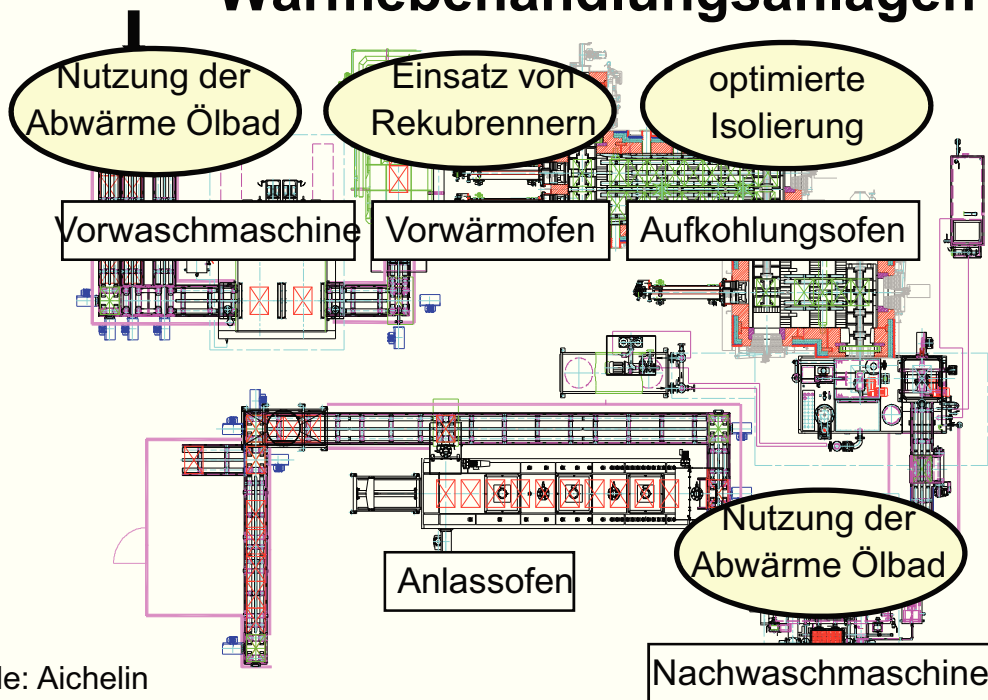 Wärmebehandlungsanlagen
Nutzung der
Abwärme Ölbad
Einsatz von
Rekubrennern
optimierte
Isolierung
Vorwaschmaschine
Vorwärmofen
Aufkohlungsofen
Anlassofen
Nutzung der
Abwärme Ölbad
Nachwaschmaschine
le: Aichelin